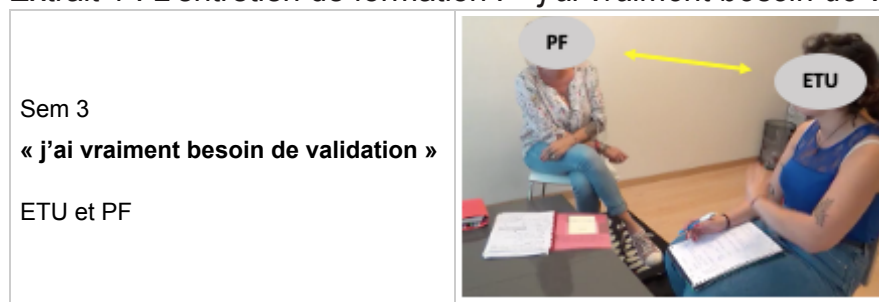 Sem 3
« j'ai vraiment besoin de validation »
ETU et PF
PF
ETU